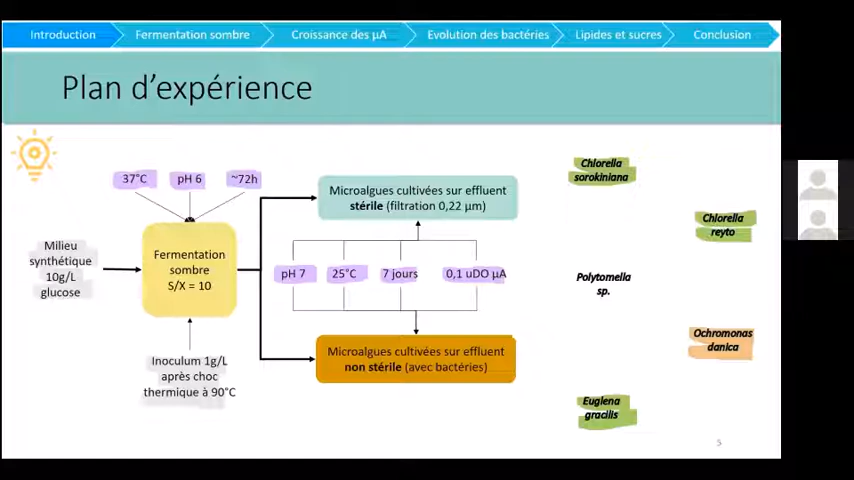 Introduction
Fermentation sombre
Croissance des µA
Evolution des bactéries
Lipides et sucres
Conclusion
Plan d'expérience
37°C
pH 6
~72h
Milieu
synthétique
10g/L
glucose
Fermentation
sombre
S/X = 10
Inoculum 1g/L
après choc
thermique à 90°C
Microalgues cultivées sur effluent
stérile (filtration 0,22 µm)
pH 7
25°C
7 jours
0,1 uDO µA
Microalgues cultivées sur effluent
non stérile (avec bactéries)
Chlorella
sorokiniana
Chlorella
reyto
Polytomella
sp.
Ochromonas
danica
Euglena
gracilis
5